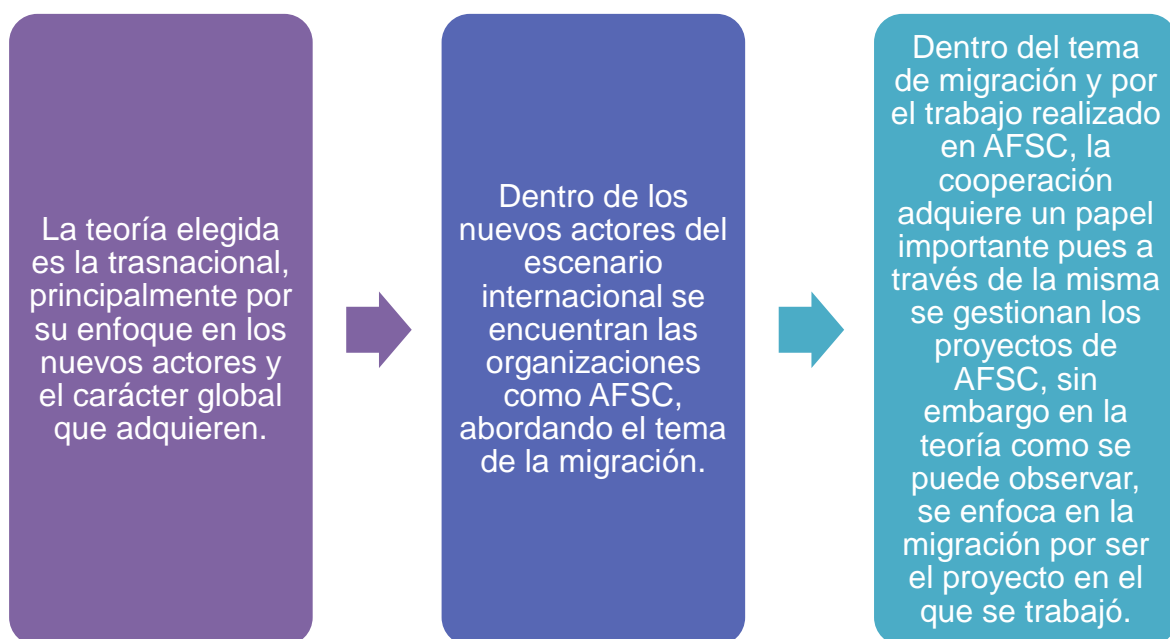 La teoría elegida
es la trasnacional,
principalmente por
su enfoque en los
nuevos actores y
el carácter global
que adquieren.
Dentro de los
nuevos actores del
escenario
internacional se
encuentran las
organizaciones
como AFSC,
abordando el tema
de la migración.
Dentro del tema
de migración y por
el trabajo realizado
en AFSC, la
cooperación
adquiere un papel
importante pues a
través de la misma
se gestionan los
proyectos de
AFSC, sin
embargo en la
teoría como se
puede observar,
se enfoca en la
migración por ser
el proyecto en el
que se trabajó.